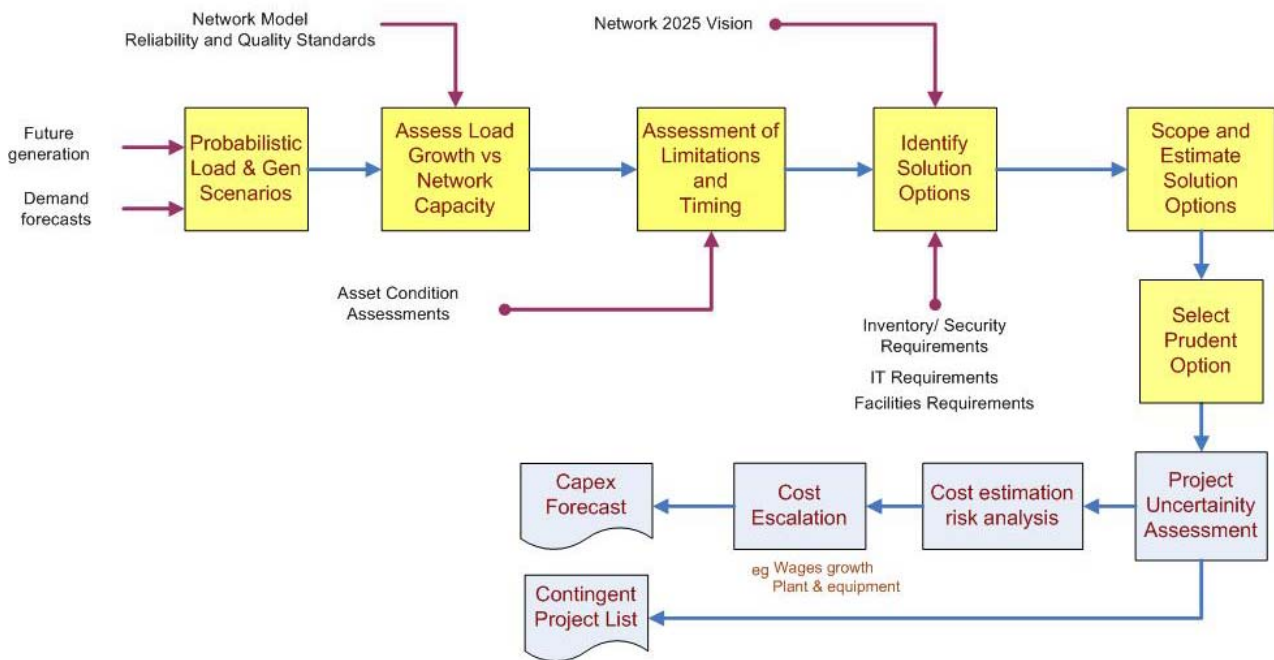 Network Model
Reliability and Quality Standards
Network 2025 Vision
Future
generation
Demand
forecasts
Probabilistic
Load & Gen
Scenarios
Assess Load
Growth vs
Network
Capacity
Assessment of
Limitations
and
Timing
Identify
Solution
Options
Scope and
Estimate
Solution
Options
Asset Condition
Assessments
Inventory/ Security
Requirements
IT Requirements
Facilities Requirements
Select
Prudent
Option
Capex
Forecast
Cost
Escalation
Cost estimation
risk analysis
Project
Uncertainity
Assessment
eg Wages growth
Plant & equipment
Contingent
Project List